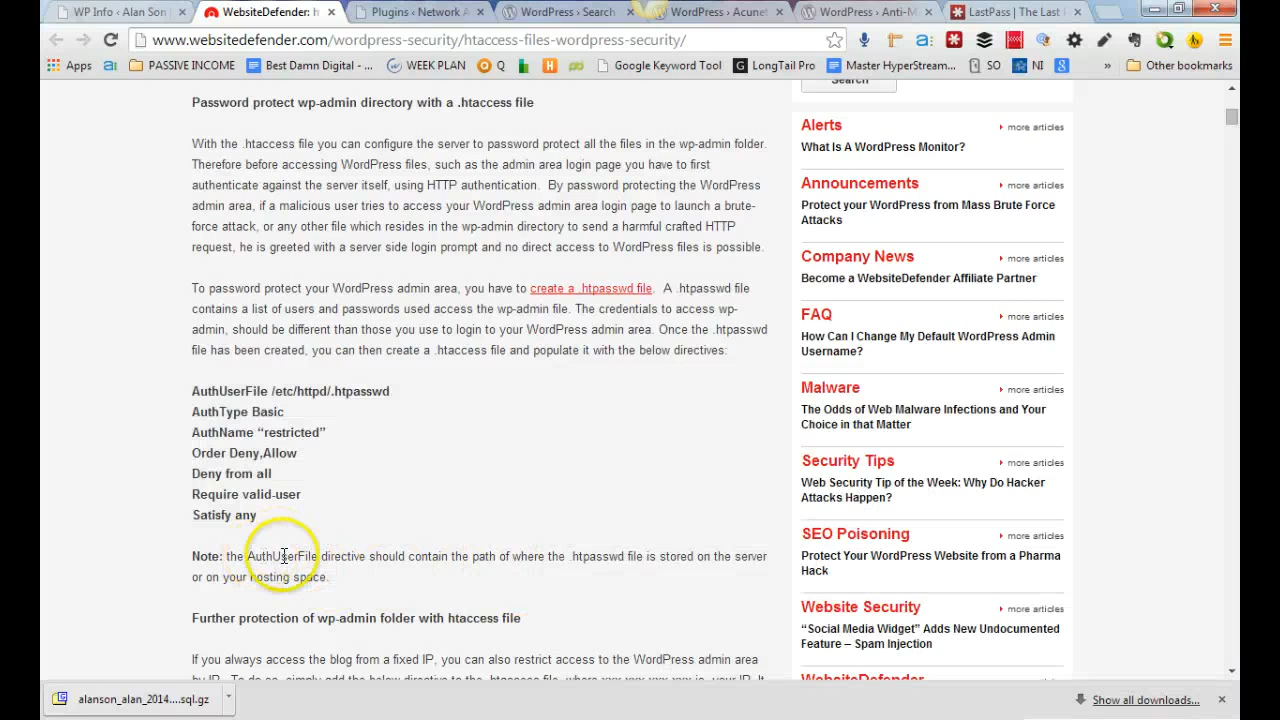 WP Info ‹ Alan Son
WebsiteDefender: h
Plugins ‹ Network A
WordPress › Search
WordPress › Acunet
WordPress › Anti-M
LastPass | The Last
www.websitedefender.com/wordpress-security/htaccess-files-wordpress-security/
Apps
PASSIVE INCOME
Best Damn Digital -
WEEK PLAN
Q
Google Keyword Tool
LongTail Pro
Master HyperStream...
SO
NI
»
Other bookmarks
Password protect wp-admin directory with a .htaccess file
With the .htaccess file you can configure the server to password protect all the files in the wp-admin folder.
Therefore before accessing WordPress files, such as the admin area login page you have to first
authenticate against the server itself, using HTTP authentication. By password protecting the WordPress
admin area, if a malicious user tries to access your WordPress admin area login page to launch a brute-
force attack, or any other file which resides in the wp-admin directory to send a harmful crafted HTTP
request, he is greeted with a server side login prompt and no direct access to WordPress files is possible.
To password protect your WordPress admin area, you have to create a .htpasswd file. A .htpasswd file
contains a list of users and passwords used access the wp-admin file. The credentials to access wp-
admin, should be different than those you use to login to your WordPress admin area. Once the .htpasswd
file has been created, you can then create a .htaccess file and populate it with the below directives:
AuthUserFile /etc/httpd/.htpasswd
AuthType Basic
AuthName “restricted”
Order Deny,Allow
Deny from all
Require valid-user
Satisfy any
Note: the AuthUserFile directive should contain the path of where the .htpasswd file is stored on the server
or on your hosting space.
Further protection of wp-admin folder with htaccess file
If you always access the blog from a fixed IP, you can also restrict access to the WordPress admin area
Search
Alerts
more articles
What Is A WordPress Monitor?
Announcements
more articles
Protect your WordPress from Mass Brute Force
Attacks
Company News
more articles
Become a WebsiteDefender Affiliate Partner
FAQ
more articles
How Can I Change My Default WordPress Admin
Username?
Malware
more articles
The Odds of Web Malware Infections and Your
Choice in that Matter
Security Tips
more articles
Web Security Tip of the Week: Why Do Hacker
Attacks Happen?
SEO Poisoning
more articles
Protect Your WordPress Website from a Pharma
Hack
Website Security
more articles
“Social Media Widget” Adds New Undocumented
Feature – Spam Injection
WebsiteDefender
more articles
alanson_alan_2014....sql.gz
Show all downloads...